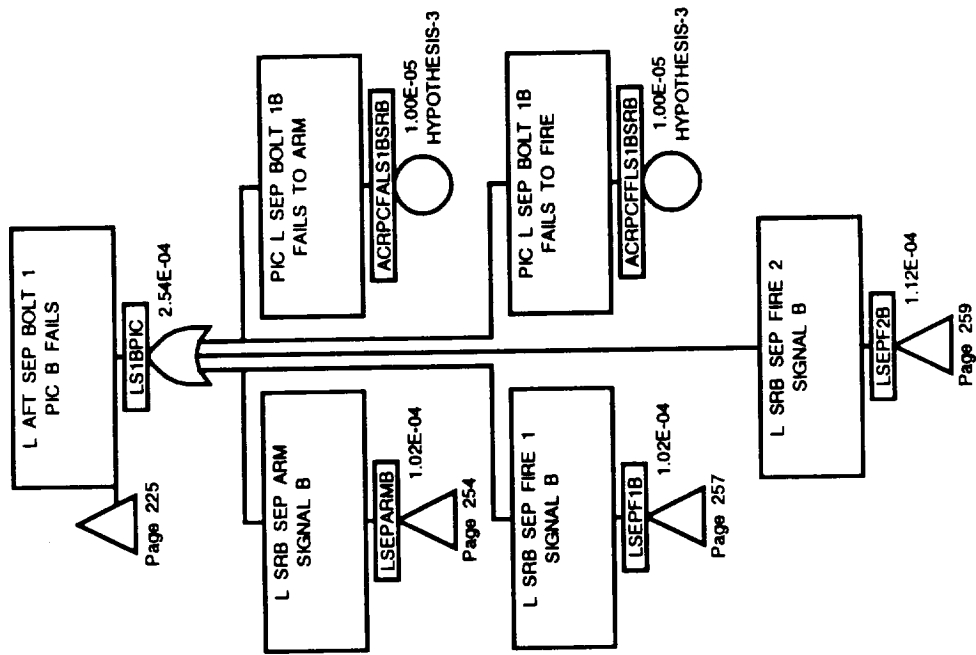 L AFT SEP BOLT 1
PIC B FAILS
LS1BPIC
2.54E-04
Page 225
L SRB SEP ARM
SIGNAL B
LSEPARMB
1.02E-04
Page 254
PIC L SEP BOLT 1B
FAILS TO ARM
ACRPCFALS1BSRB
1.00E-05
HYPOTHESIS-3
L SRB SEP FIRE 1
SIGNAL B
LSEPF1B
1.02E-04
Page 257
PIC L SEP BOLT 1B
FAILS TO FIRE
ACRPCFFLS1BSRB
1.00E-05
HYPOTHESIS-3
L SRB SEP FIRE 2
SIGNAL B
LSEPF2B
1.12E-04
Page 259